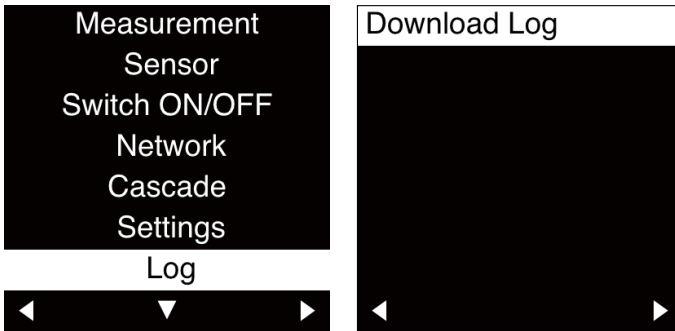 Measurement
Sensor
Switch ON/OFF
Network
Cascade
Settings
Log
Download Log